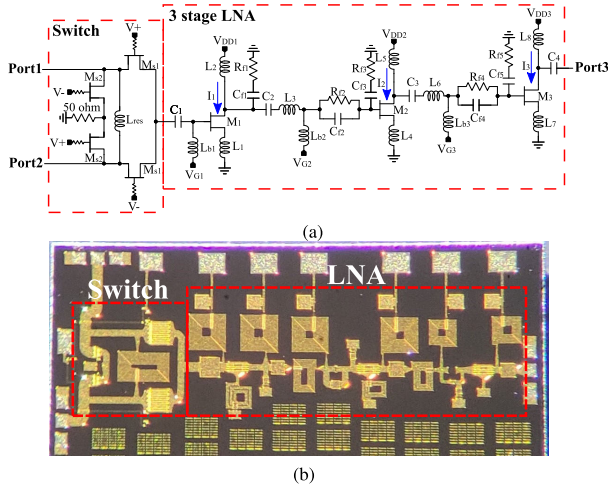 Switch
3 stage LNA
V+
Port1
Ms1
Ms2
V-
50 ohm
Lres
V+
Ms2
Port2
Ms1
V-
C1
VDD1
L2
Rf1
Cf1
I1
M1
C2
L3
Lb1
L1
VG1
Rf2
Cf2
Lb2
VG2
VDD2
Rf3
L5
Cf3
I2
M2
C3
L6
L4
Rf4
Cf4
Lb3
VG3
VDD3
Rf5
L8
Cf5
I3
C4
M3
L7
Port3
(a)
Switch
LNA
(b)